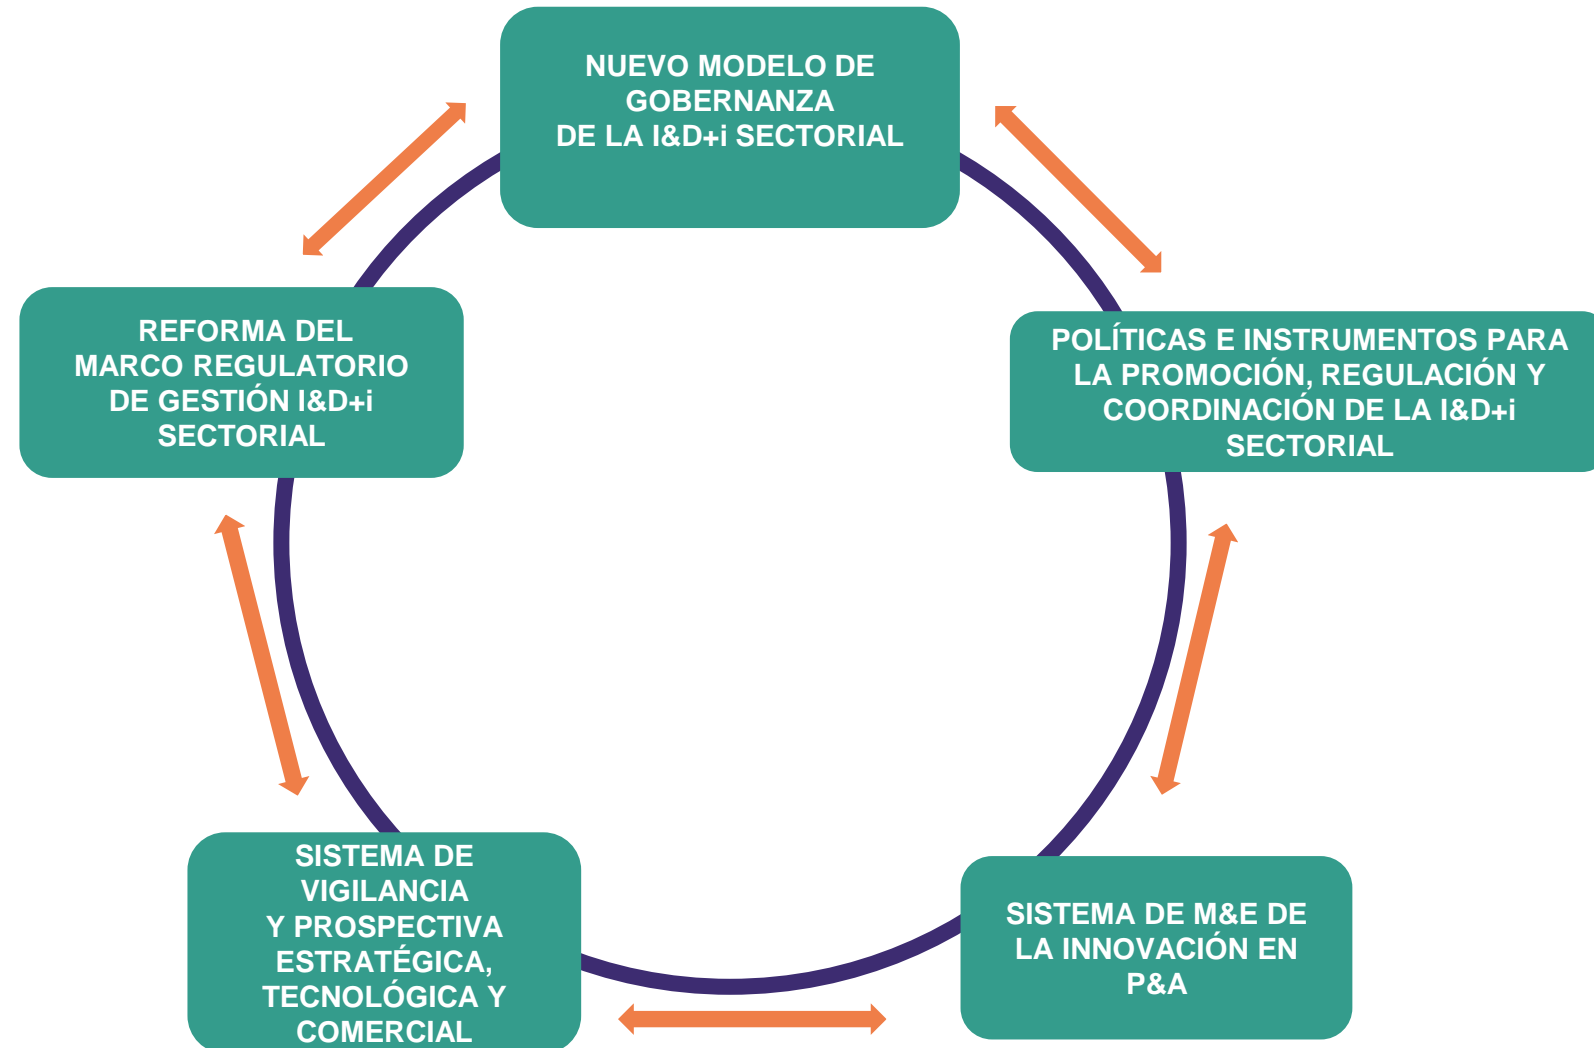 NUEVO MODELO DE
GOBERNANZA
DE LA I&D+i SECTORIAL
REFORMA DEL
MARCO REGULATORIO
DE GESTIÓN I&D+i
SECTORIAL
POLÍTICAS E INSTRUMENTOS PARA
LA PROMOCIÓN, REGULACIÓN Y
COORDINACIÓN DE LA I&D+i
SECTORIAL
SISTEMA DE
VIGILANCIA
Y PROSPECTIVA
ESTRATÉGICA,
TECNOLÓGICA Y
COMERCIAL
SISTEMA DE M&E DE
LA INNOVACIÓN EN
P&A